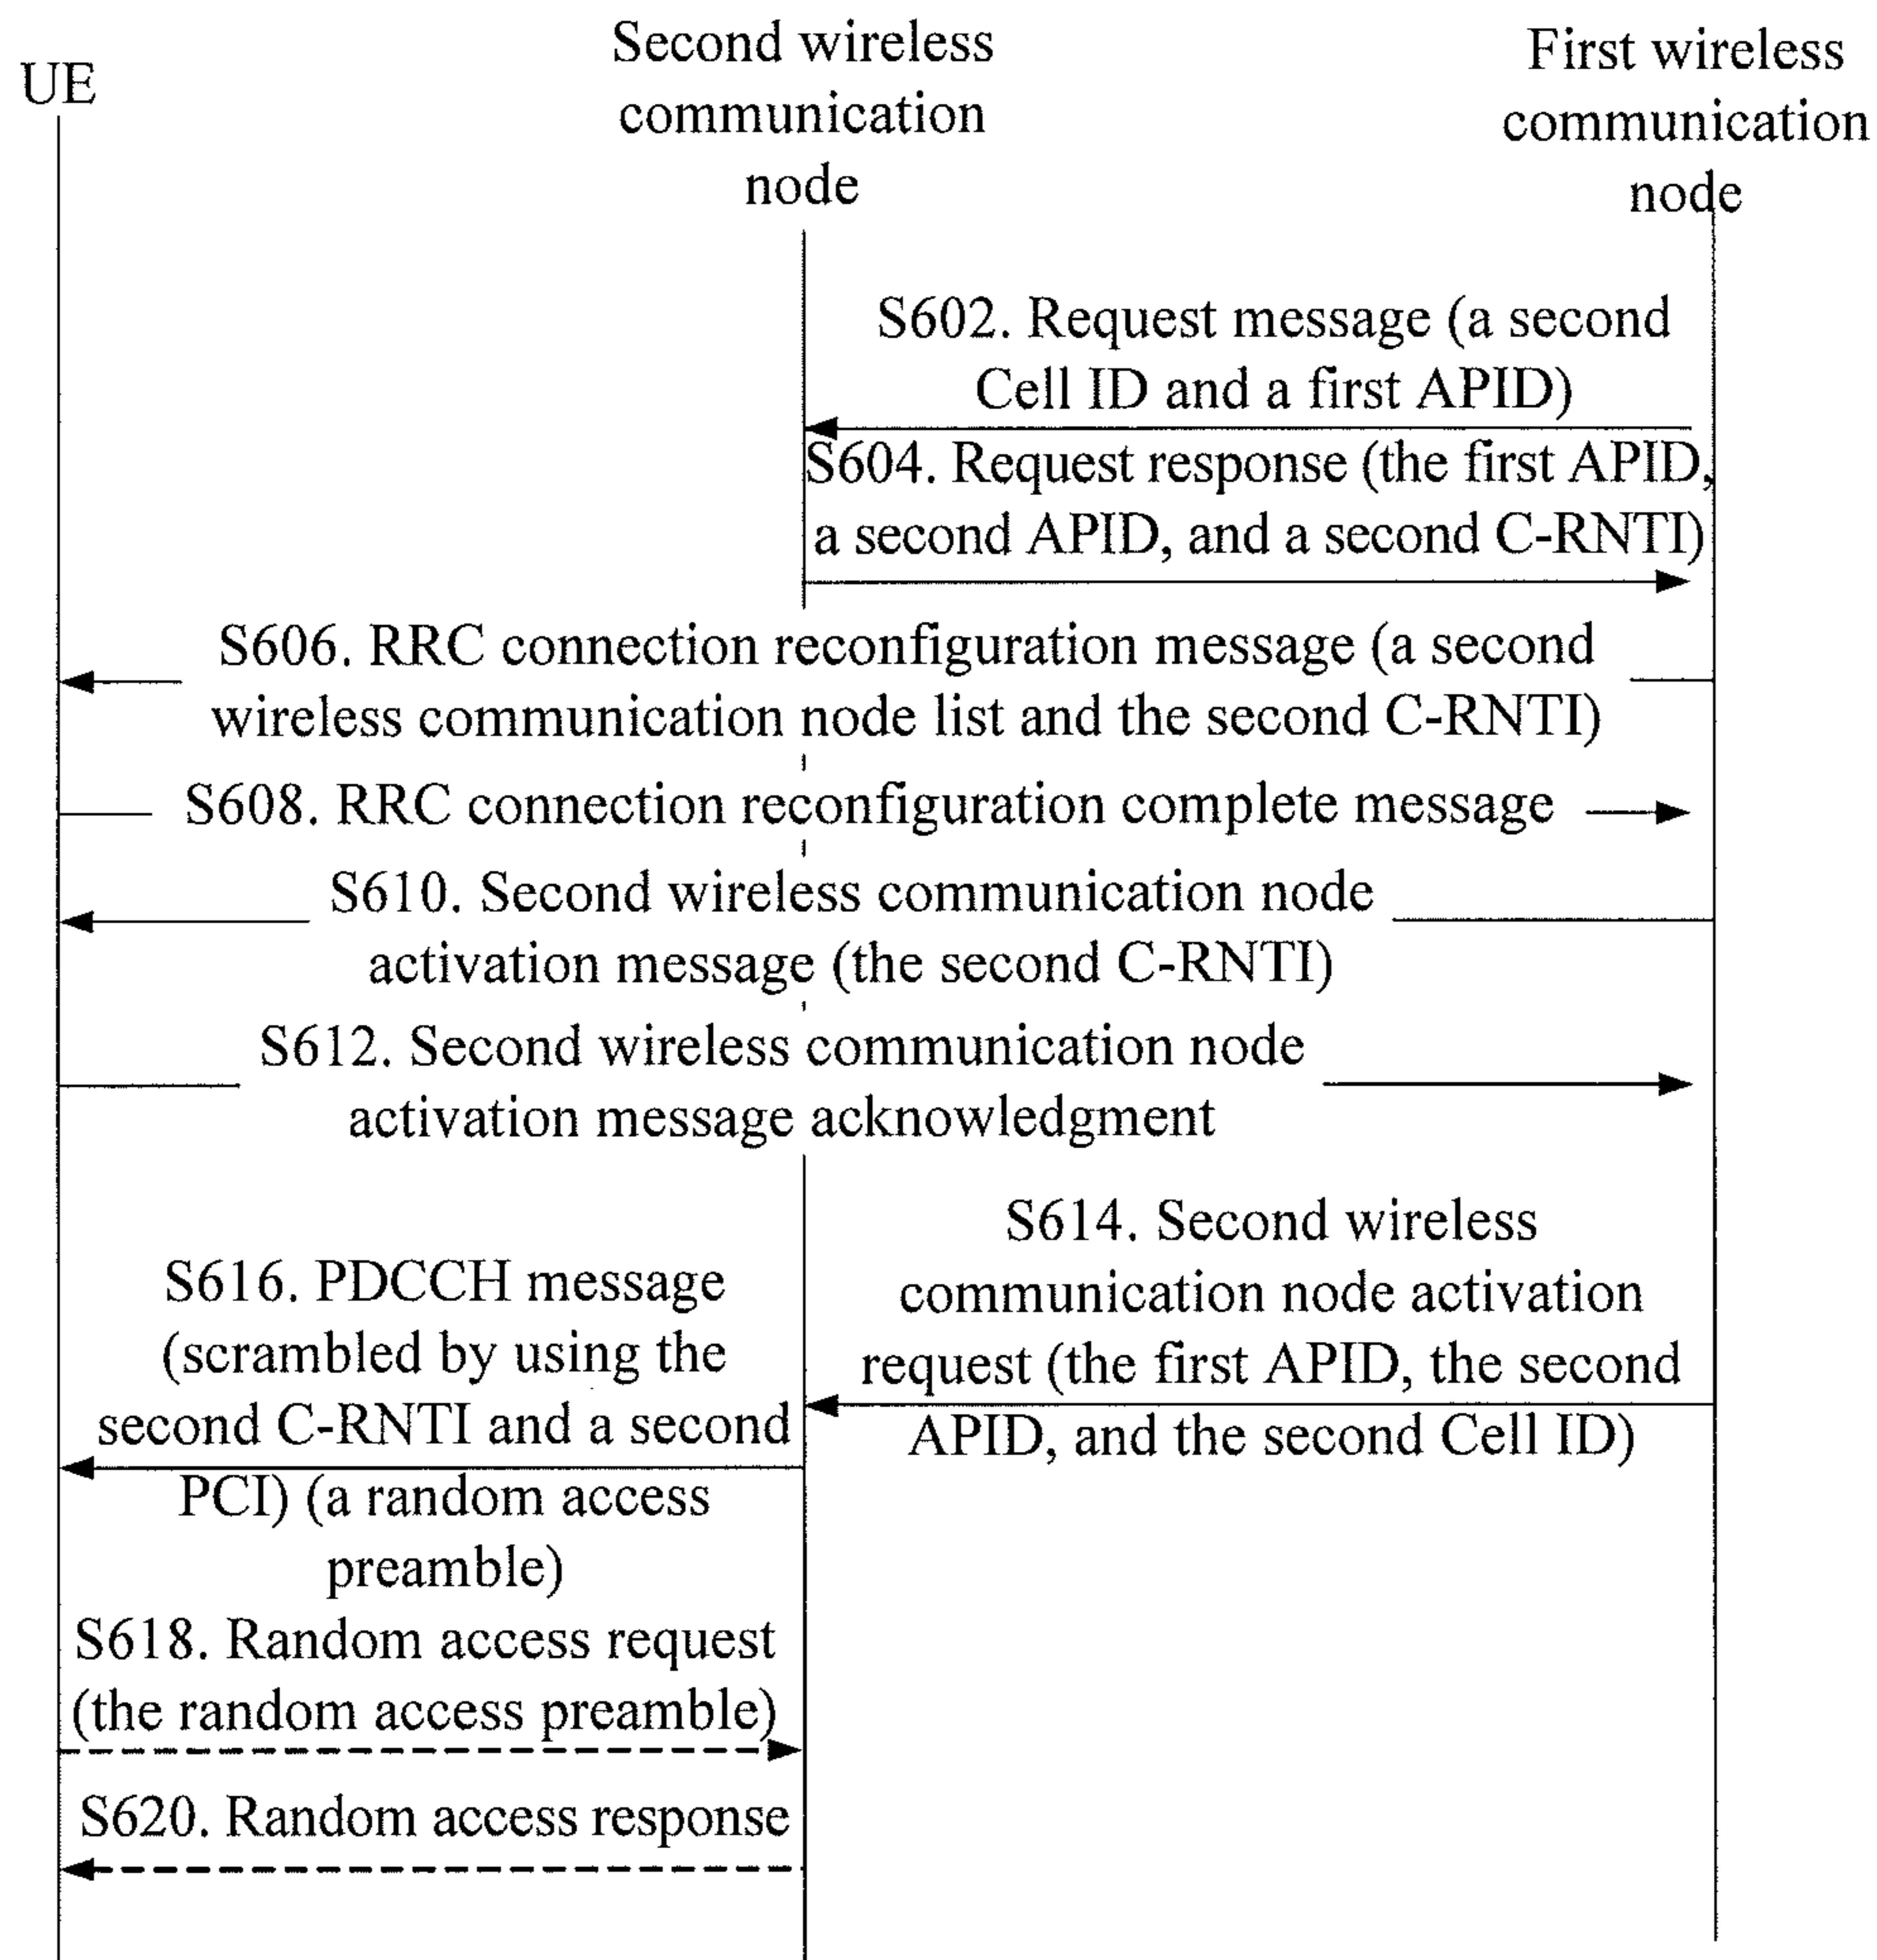 UE
Second wireless
communication
node
First wireless
communication
node
S602. Request message (a second
Cell ID and a first APID)
S604. Request response (the first APID,
a second APID, and a second C-RNTI)
S606. RRC connection reconfiguration message (a second
wireless communication node list and the second C-RNTI)
S608. RRC connection reconfiguration complete message
S610. Second wireless communication node
activation message (the second C-RNTI)
S612. Second wireless communication node
activation message acknowledgment
S614. Second wireless
communication node activation
request (the first APID, the second
APID, and the second Cell ID)
S616. PDCCH message
(scrambled by using the
second C-RNTI and a second
PCI) (a random access
preamble)
S618. Random access request
(the random access preamble)
S620. Random access response